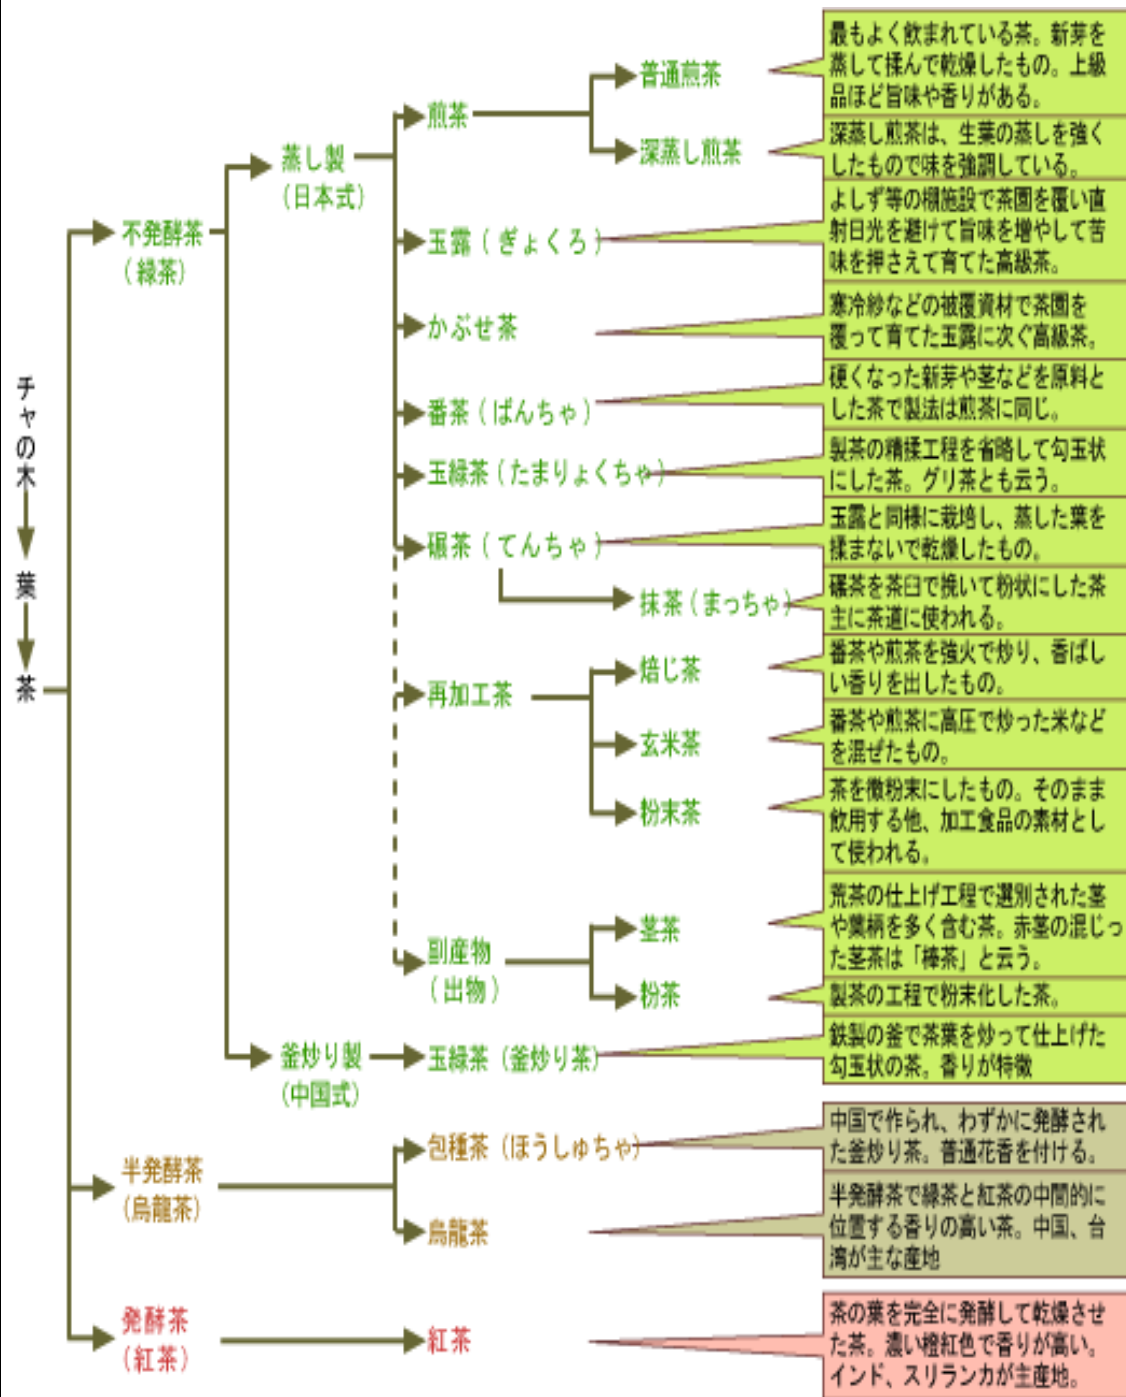 チャの木
葉
茶
不発酵茶
（緑茶）
蒸し製
（日本式）
煎茶
普通煎茶
最もよく飲まれている茶。新芽を
蒸して揉んで乾燥したもの。上級
品ほど旨味や香りがある。
深蒸し煎茶
深蒸し煎茶は、生葉の蒸しを強く
したもので味を強調している。
玉露（ぎょくろ）
よしず等の棚施設で茶園を覆い直
射日光を避けて旨味を増やして苦
味を押さえて育てた高級茶。
かぶせ茶
寒冷紗などの被覆資材で茶園を
覆って育てた玉露に次ぐ高級茶。
番茶（ばんちゃ）
硬くなった新芽や茎などを原料と
した茶で製法は煎茶に同じ。
玉緑茶（たまりょくちゃ）
製茶の精揉工程を省略して勾玉状
にした茶。グリ茶とも云う。
碾茶（てんちゃ）
玉露と同様に栽培し、蒸した葉を
揉まないで乾燥したもの。
抹茶（まっちゃ）
碾茶を茶臼で挽いて粉状にした茶
主に茶道に使われる。
再加工茶
焙じ茶
番茶や煎茶を強火で炒り、香ばし
い香りを出したもの。
玄米茶
番茶や煎茶に高圧で炒った米など
を混ぜたもの。
粉末茶
茶を微粉末にしたもの。そのまま
飲用する他、加工食品の素材とし
て使われる。
副産物
（出物）
茎茶
荒茶の仕上げ工程で選別された茎
や葉柄を多く含む茶。赤茎の混じっ
た茎茶は「棒茶」と云う。
粉茶
製茶の工程で粉末化した茶。
釜炒り製
（中国式）
玉緑茶（釜炒り茶）
鉄製の釜で茶葉を炒って仕上げた
勾玉状の茶。香りが特徴
半発酵茶
（烏龍茶）
包種茶（ほうしゅちゃ）
中国で作られ、わずかに発酵され
た釜炒り茶。普通花香を付ける。
烏龍茶
半発酵茶で緑茶と紅茶の中間的に
位置する香りの高い茶。中国、台
湾が主な産地
発酵茶
（紅茶）
紅茶
茶の葉を完全に発酵して乾燥させ
た茶。濃い橙紅色で香りが高い。
インド、スリランカが主産地。